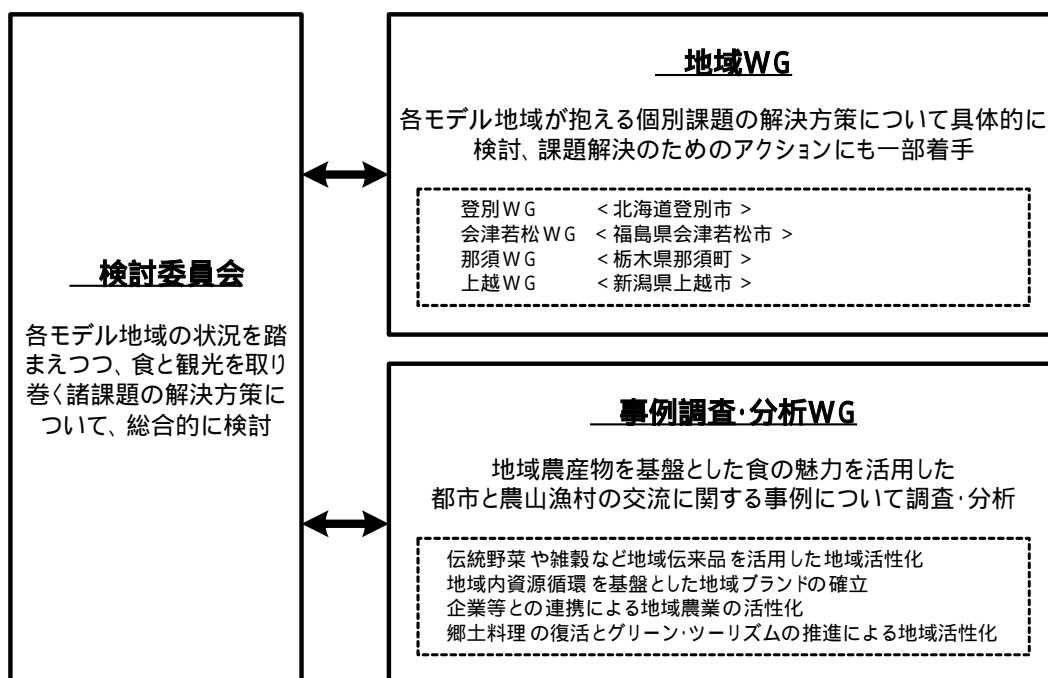 検討委員会
各モデル地域の状況を踏
まえつつ、食と観光を取り
巻く諸課題の解決方策に
ついて、総合的に検討
地域WG
各モデル地域が抱える個別課題の解決方策について具体的に
検討、課題解決のためのアクションにも一部着手
登別WG <北海道登別市>
会津若松WG <福島県会津若松市>
那須WG <栃木県那須町>
上越WG <新潟県上越市>
事例調査・分析WG
地域農産物を基盤とした食の魅力を活用した
都市と農山漁村の交流に関する事例について調査・分析
伝統野菜や雑穀など地域伝来品を活用した地域活性化
地域内資源循環を基盤とした地域ブランドの確立
企業等との連携による地域農業の活性化
郷土料理の復活とグリーン・ツーリズムの推進による地域活性化